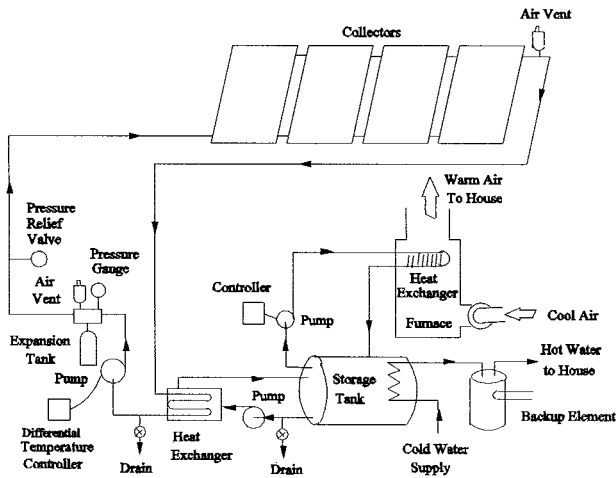 Air Vent
Collectors
Warm Air
To House
Pressure
Relief
Valve
Pressure
Gauge
Air
Vent
Controller
Pump
Heat
Exchanger
Furnace
Cool Air
Expansion
Tank
Pump
Storage
Tank
Hot Water
to House
Pump
Backup Element
Differential
Temperature
Controller
Drain
Heat
Exchanger
Drain
Cold Water
Supply